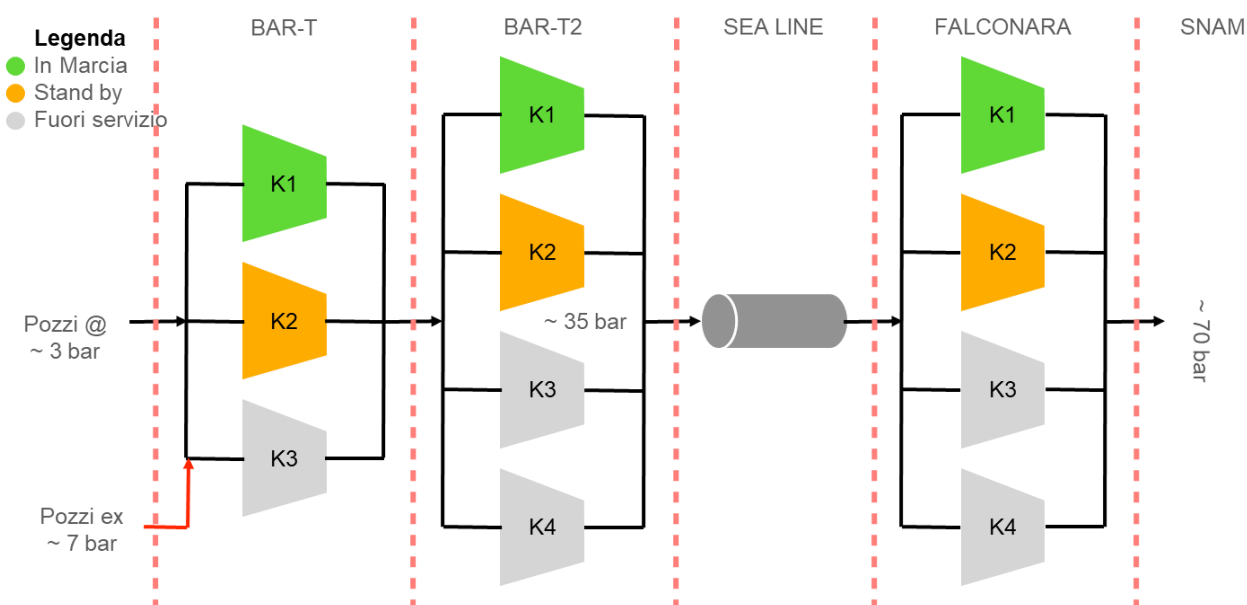 BAR-T
BAR-T2
SEA LINE
FALCONARA
SNAM
Legenda
In Marcia
Stand by
Fuori servizio
K1
K2
K3
Pozzi @
~ 3 bar
Pozzi ex
~ 7 bar
K1
K2
~ 35 bar
K3
K4
K1
K2
K3
K4
~ 70 bar